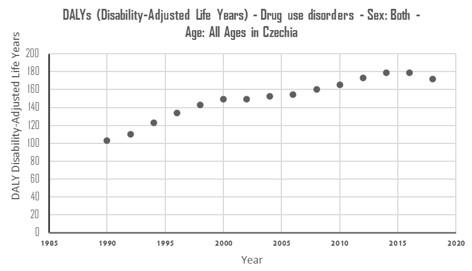 DALYs (Disability-Adjusted Life Years) - Drug use disorders - Sex: Both -
Age: All Ages in Czechia
DALY Disability-Adjusted Life Years
200
180
160
140
120
100
80
60
40
20
0
1985 1990 1995 2000 2005 2010 2015 2020
Year